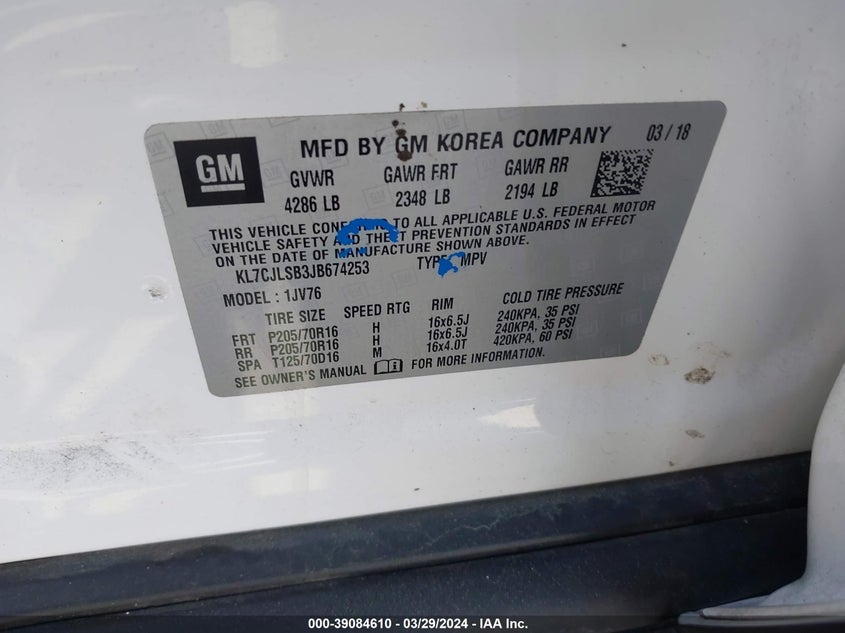 GM
MFD BY GM KOREA COMPANY 03 / 18
GVWR GAWR FRT GAWR RR
4286 LB 2348 LB 2194 LB
THIS VEHICLE TO ALL APPLICABLE U.S. FEDERAL MOTOR
VEHICLE SAFETY AND THEFT PREVENTION STANDARDS IN EFFECT
ON THE DATE OF MANUFACTURE SHOWN ABOVE.
KL7CJLSB3JB674253 TYPE: MPV
MODEL : 1JV76
TIRE SIZE SPEED RTG RIM COLD TIRE PRESSURE
FRT P205/70R16 H 16x6.5J 240KPA, 35 PSI
RR P205/70R16 H 16x6.5J 240KPA, 35 PSI
SPA T125/70D16 M 16x4.0T 420KPA, 60 PSI
SEE OWNER'S MANUAL FOR MORE INFORMATION.
000-39084610 // 03/29/2024 // IAA Inc.